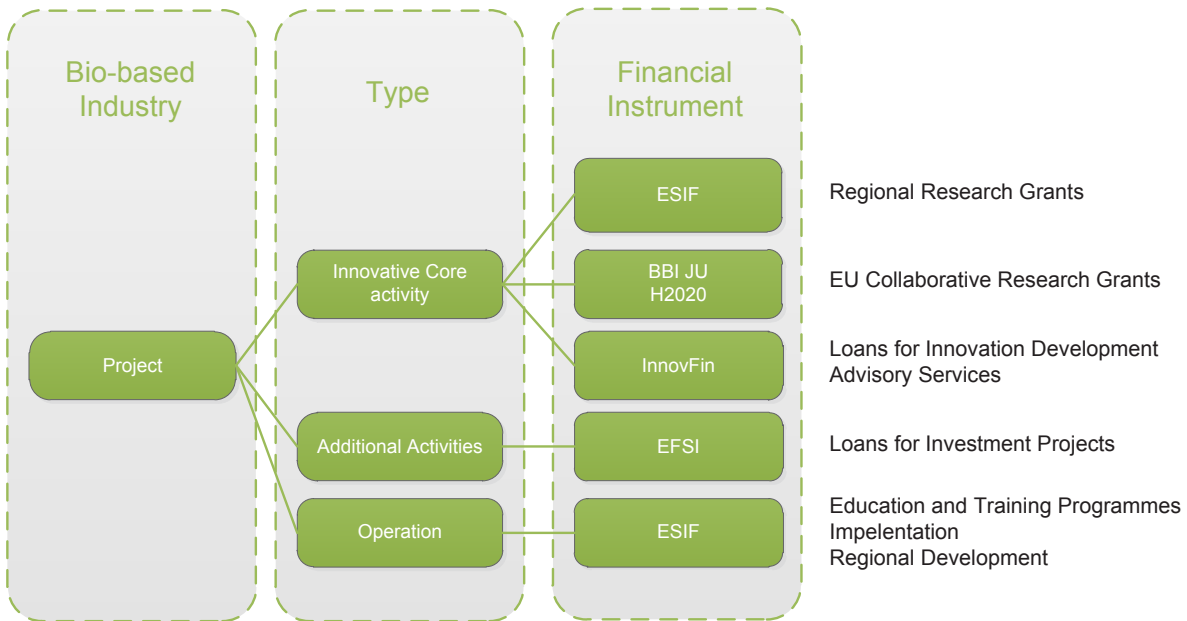 Bio-based
Industry
Type
Financial
Instrument
ESIF
Regional Research Grants
Innovative Core
activity
BBI JU
H2020
EU Collaborative Research Grants
Project
InnovFin
Loans for Innovation Development
Advisory Services
Additional Activities
EFSI
Loans for Investment Projects
Operation
ESIF
Education and Training Programmes
Impelentation
Regional Development